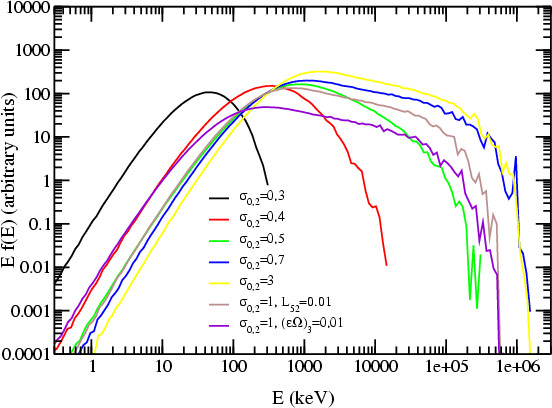 10000
1000
100
10
1
0.1
0.01
0.001
0.0001
E f(E) (arbitrary units)
σ0,2=0,3
σ0,2=0,4
σ0,2=0,5
σ0,2=0,7
σ0,2=3
σ0,2=1, L52=0.01
σ0,2=1, (εΩ)3=0,01
1 10 100 1000 10000 1e+05 1e+06
E (keV)